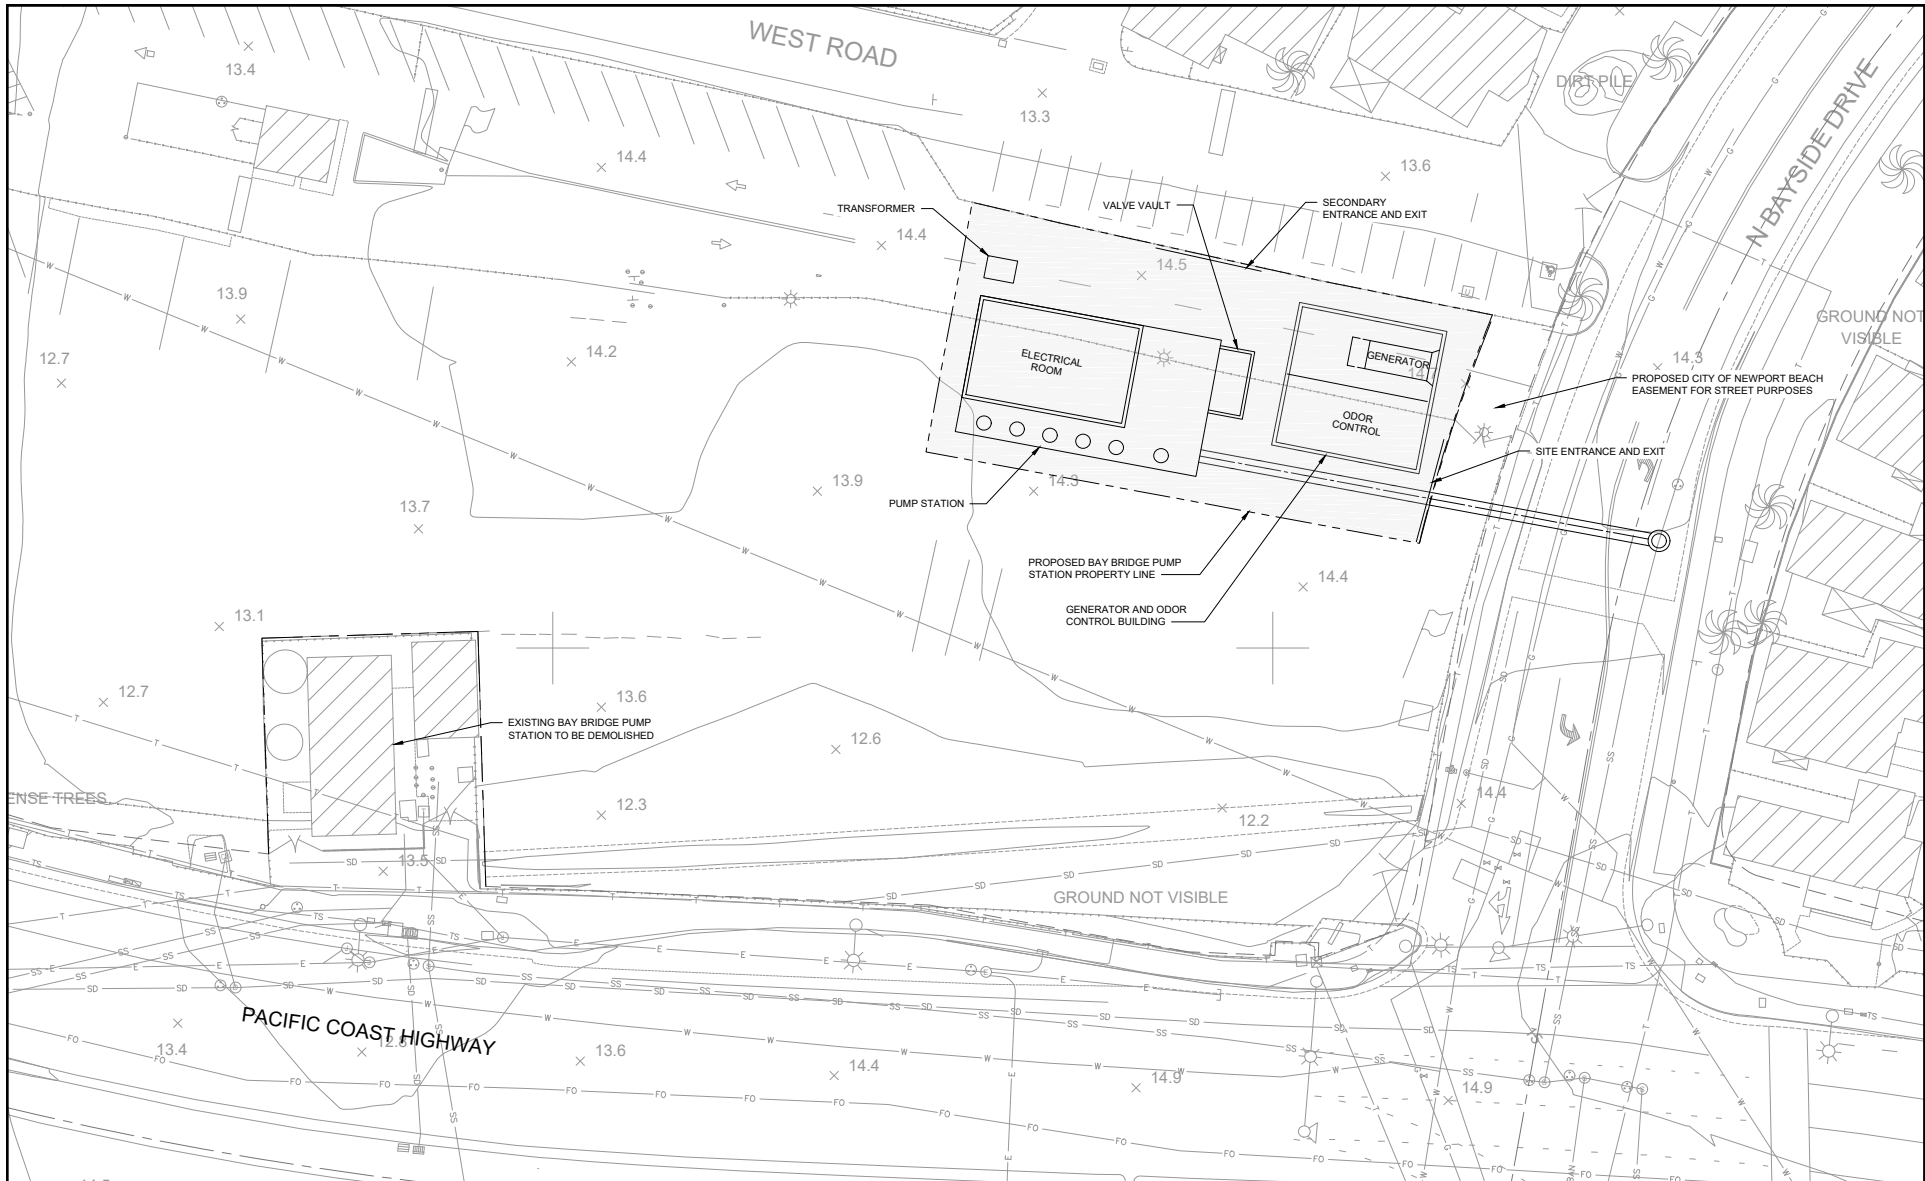 WEST ROAD
13.4
13.3
DIRT PILE
N BAYSIDE DRIVE
14.4
13.6
TRANSFORMER
VALVE VAULT
SECONDARY
ENTRANCE AND EXIT
14.4
14.5
13.9
GROUND NOT
VISIBLE
12.7
14.2
ELECTRICAL
ROOM
GENERATOR
14.3
PROPOSED CITY OF NEWPORT BEACH
EASEMENT FOR STREET PURPOSES
ODOR
CONTROL
SITE ENTRANCE AND EXIT
13.7
13.9
14.3
PUMP STATION
PROPOSED BAY BRIDGE PUMP
STATION PROPERTY LINE
14.4
GENERATOR AND ODOR
CONTROL BUILDING
13.1
12.7
13.6
EXISTING BAY BRIDGE PUMP
STATION TO BE DEMOLISHED
12.6
ENSE TREES
12.3
12.2
14.4
13.5
GROUND NOT VISIBLE
PACIFIC COAST HIGHWAY
13.4
13.6
14.4
14.9
14.9